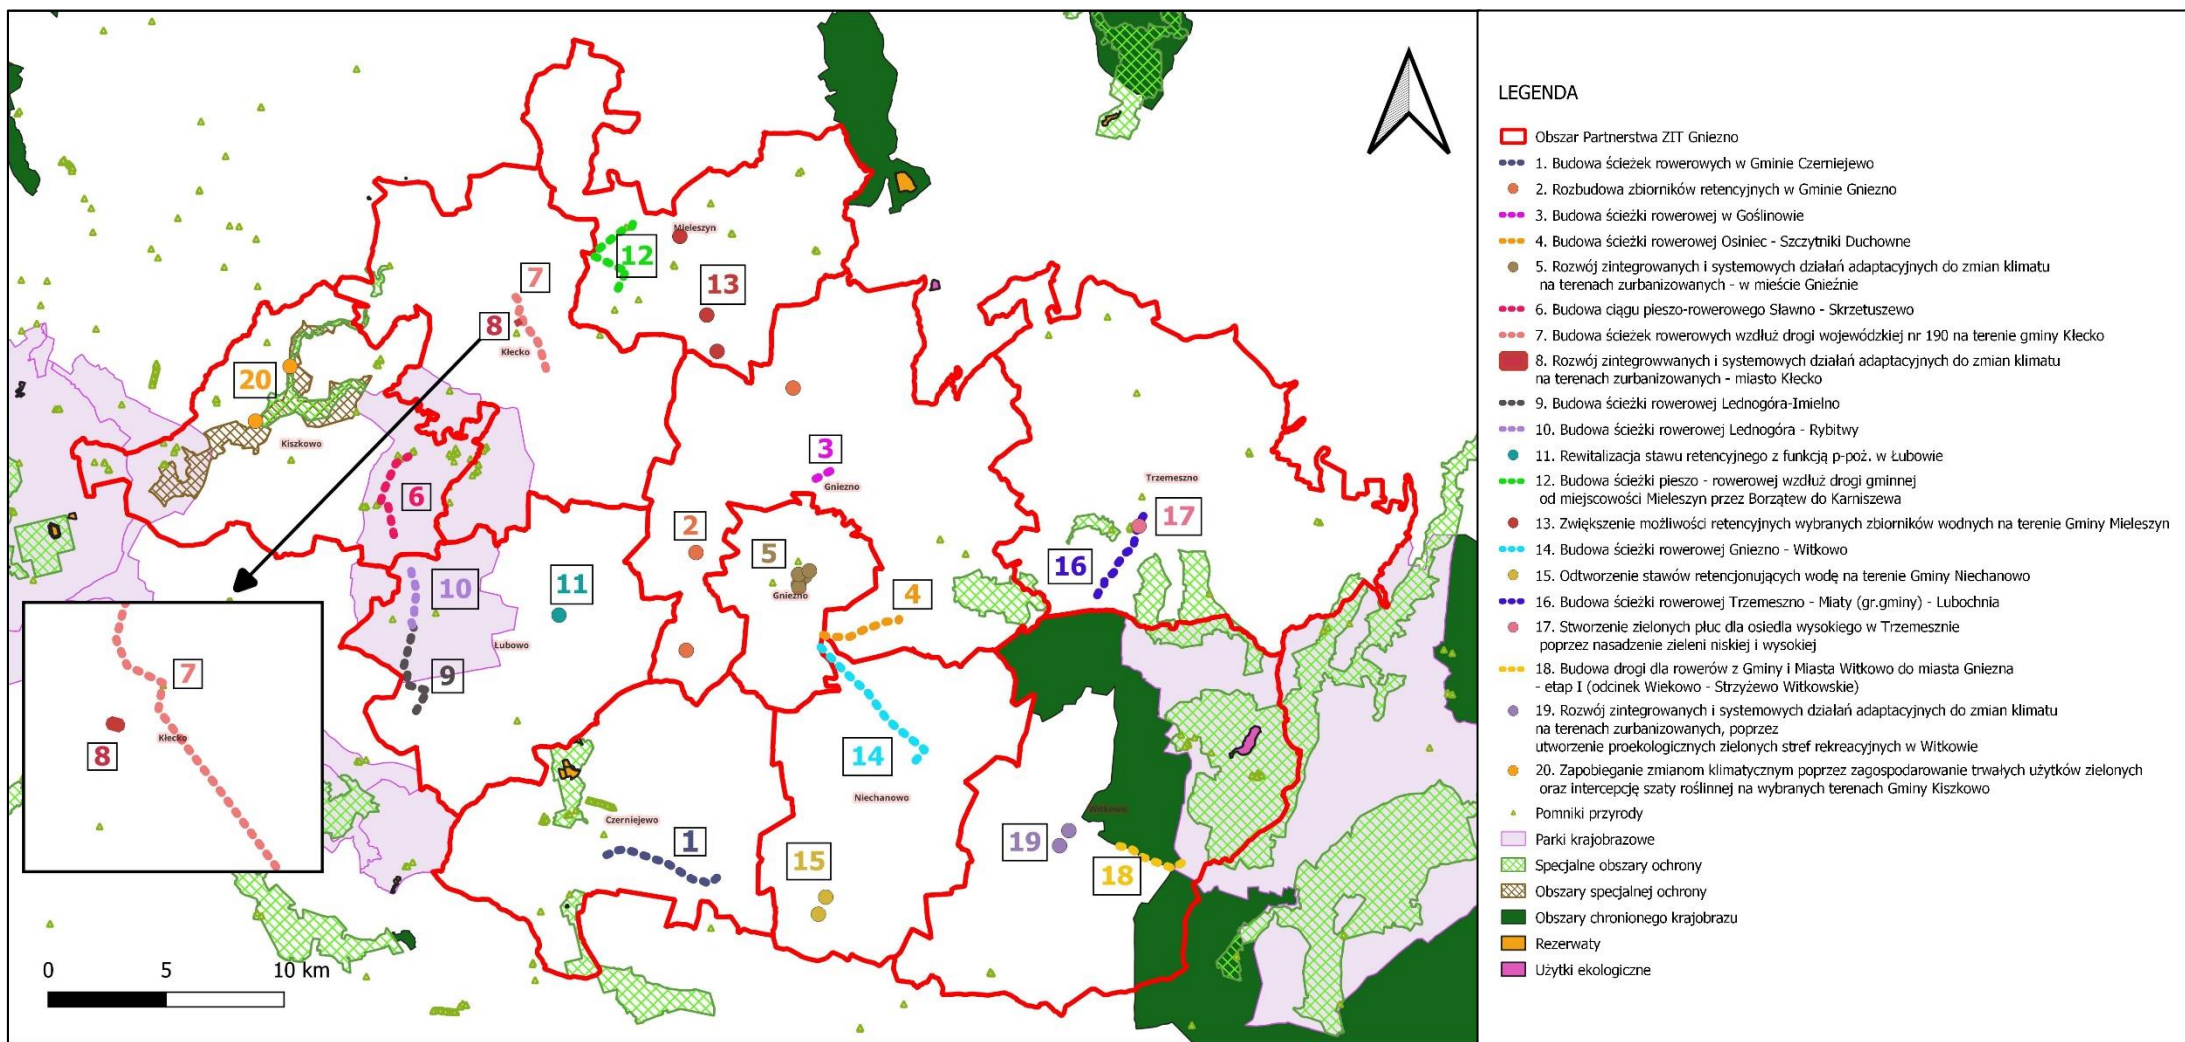 Mieleszyn
12
7
13
8
Kłecko
20
Kiszkowo
3
Gniezno
6
Trzemeszno
17
2
5
16
10
11
Gniezno
4
Łubowo
9
14
Niechanowo
7
Kłecko
8
Czerniejewo
1
Witkowo
19
15
18
0 5 10 km
LEGENDA
Obszar Partnerstwa ZIT Gniezno
1. Budowa ścieżek rowerowych w Gminie Czerniejewo
2. Rozbudowa zbiorników retencyjnych w Gminie Gniezno
3. Budowa ścieżki rowerowej w Goślinowie
4. Budowa ścieżki rowerowej Osiniec - Szczytniki Duchowne
5. Rozwój zintegrowanych i systemowych działań adaptacyjnych do zmian klimatu
na terenach zurbanizowanych - w mieście Gnieźnie
6. Budowa ciągu pieszo-rowerowego Sławno - Skrzetuszewo
7. Budowa ścieżek rowerowych wzdłuż drogi wojewódzkiej nr 190 na terenie gminy Kłecko
8. Rozwój zintegrowwanych i systemowych działań adaptacyjnych do zmian klimatu
na terenach zurbanizowanych - miasto Kłecko
9. Budowa ścieżki rowerowej Lednogóra-Imielno
10. Budowa ścieżki rowerowej Lednogóra - Rybitwy
11. Rewitalizacja stawu retencyjnego z funkcją p-poż. w Łubowie
12. Budowa ścieżki pieszo - rowerowej wzdłuż drogi gminnej
od miejscowości Mieleszyn przez Borzątew do Karniszewa
13. Zwiększenie możliwości retencyjnych wybranych zbiorników wodnych na terenie Gminy Mieleszyn
14. Budowa ścieżki rowerowej Gniezno - Witkowo
15. Odtworzenie stawów retencjonujących wodę na terenie Gminy Niechanowo
16. Budowa ścieżki rowerowej Trzemeszno - Miaty (gr.gminy) - Lubochnia
17. Stworzenie zielonych płuc dla osiedla wysokiego w Trzemesznie
poprzez nasadzenie zieleni niskiej i wysokiej
18. Budowa drogi dla rowerów z Gminy i Miasta Witkowo do miasta Gniezna
- etap I (odcinek Wiekowo - Strzyżewo Witkowskie)
19. Rozwój zintegrowanych i systemowych działań adaptacyjnych do zmian klimatu
na terenach zurbanizowanych, poprzez
utworzenie proekologicznych zielonych stref rekreacyjnych w Witkowie
20. Zapobieganie zmianom klimatycznym poprzez zagospodarowanie trwałych użytków zielonych
oraz intercepcję szaty roślinnej na wybranych terenach Gminy Kiszkowo
Pomniki przyrody
Parki krajobrazowe
Specjalne obszary ochrony
Obszary specjalnej ochrony
Obszary chronionego krajobrazu
Rezerwaty
Użytki ekologiczne